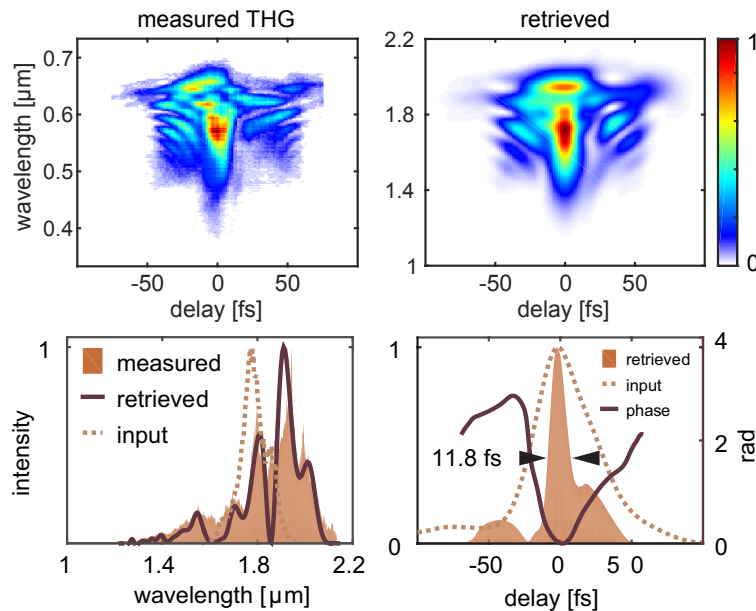 measured THG
retrieved
wavelength [µm]
0.7
0.6
0.5
0.4
-50 0 50
delay [fs]
2.2
1.8
1.4
1
-50 0 50
delay [fs]
1
0
intensity
1
0
measured
retrieved
input
1 1.4 1.8 2.2
wavelength [µm]
1
0
11.8 fs
retrieved
input
phase
4
2
0
rad
-50 0 5 0
delay [fs]